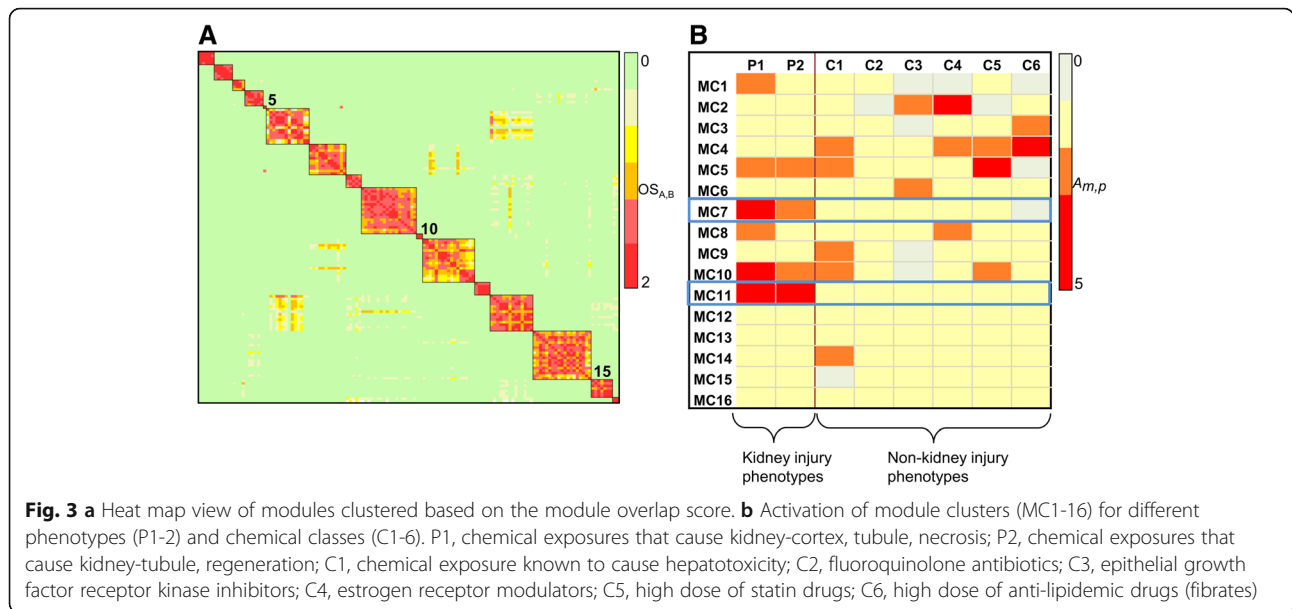 A
B
5
10
15
0
OSA,B
2
P1 P2 C1 C2 C3 C4 C5 C6
MC1
MC2
MC3
MC4
MC5
MC6
MC7
MC8
MC9
MC10
MC11
MC12
MC13
MC14
MC15
MC16
0
Am,p
5
Kidney injury
phenotypes
Non-kidney injury
phenotypes
Fig. 3 a Heat map view of modules clustered based on the module overlap score. b Activation of module clusters (MC1-16) for different
phenotypes (P1-2) and chemical classes (C1-6). P1, chemical exposures that cause kidney-cortex, tubule, necrosis; P2, chemical exposures that
cause kidney-tubule, regeneration; C1, chemical exposure known to cause hepatotoxicity; C2, fluoroquinolone antibiotics; C3, epithelial growth
factor receptor kinase inhibitors; C4, estrogen receptor modulators; C5, high dose of statin drugs; C6, high dose of anti-lipidemic drugs (fibrates)